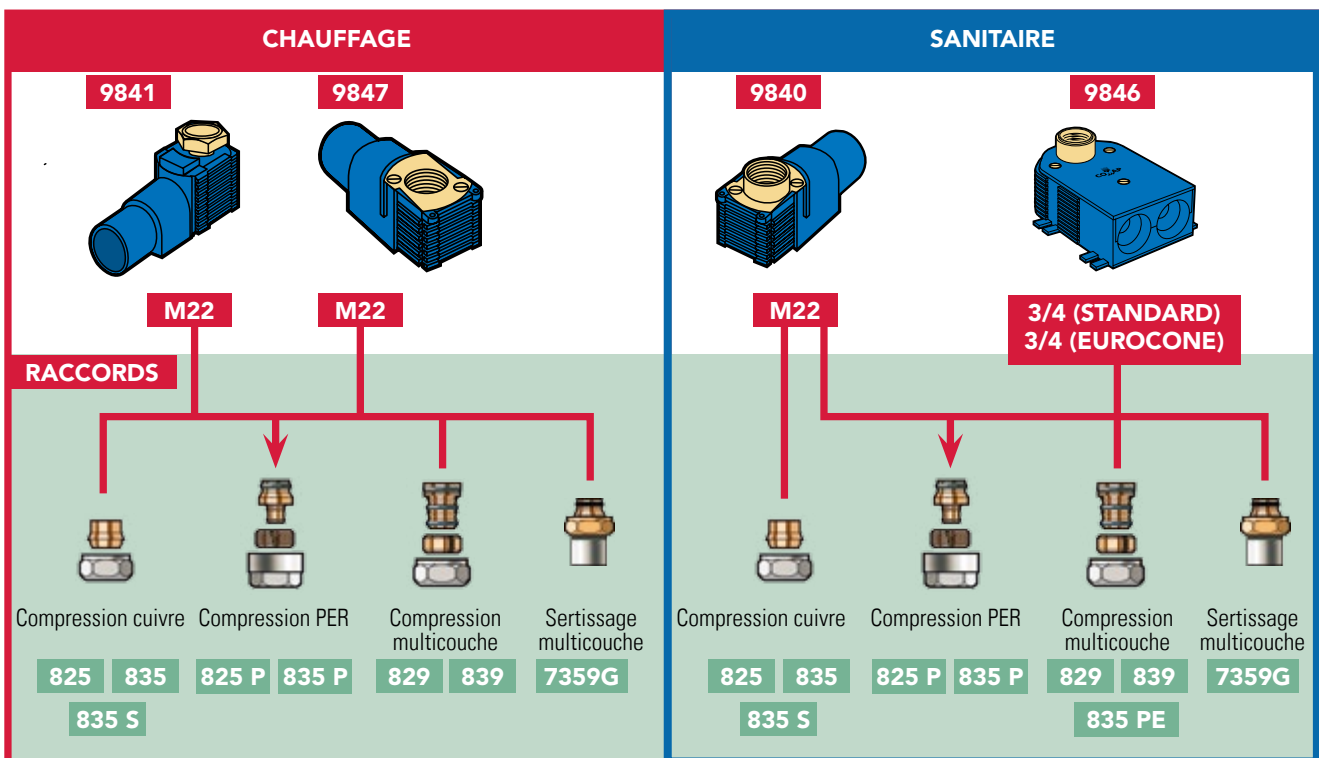 CHAUFFAGE
SANITAIRE
9841
9847
9840
9846
M22
M22
M22
3/4 (STANDARD)
3/4 (EUROCONE)
RACCORDS
Compression cuivre
Compression PER
Compression
multicouche
Sertissage
multicouche
825
835
825 P
835 P
829
839
7359G
835 S
Compression cuivre
Compression PER
Compression
multicouche
Sertissage
multicouche
825
835
825 P
835 P
829
839
7359G
835 S
835 PE